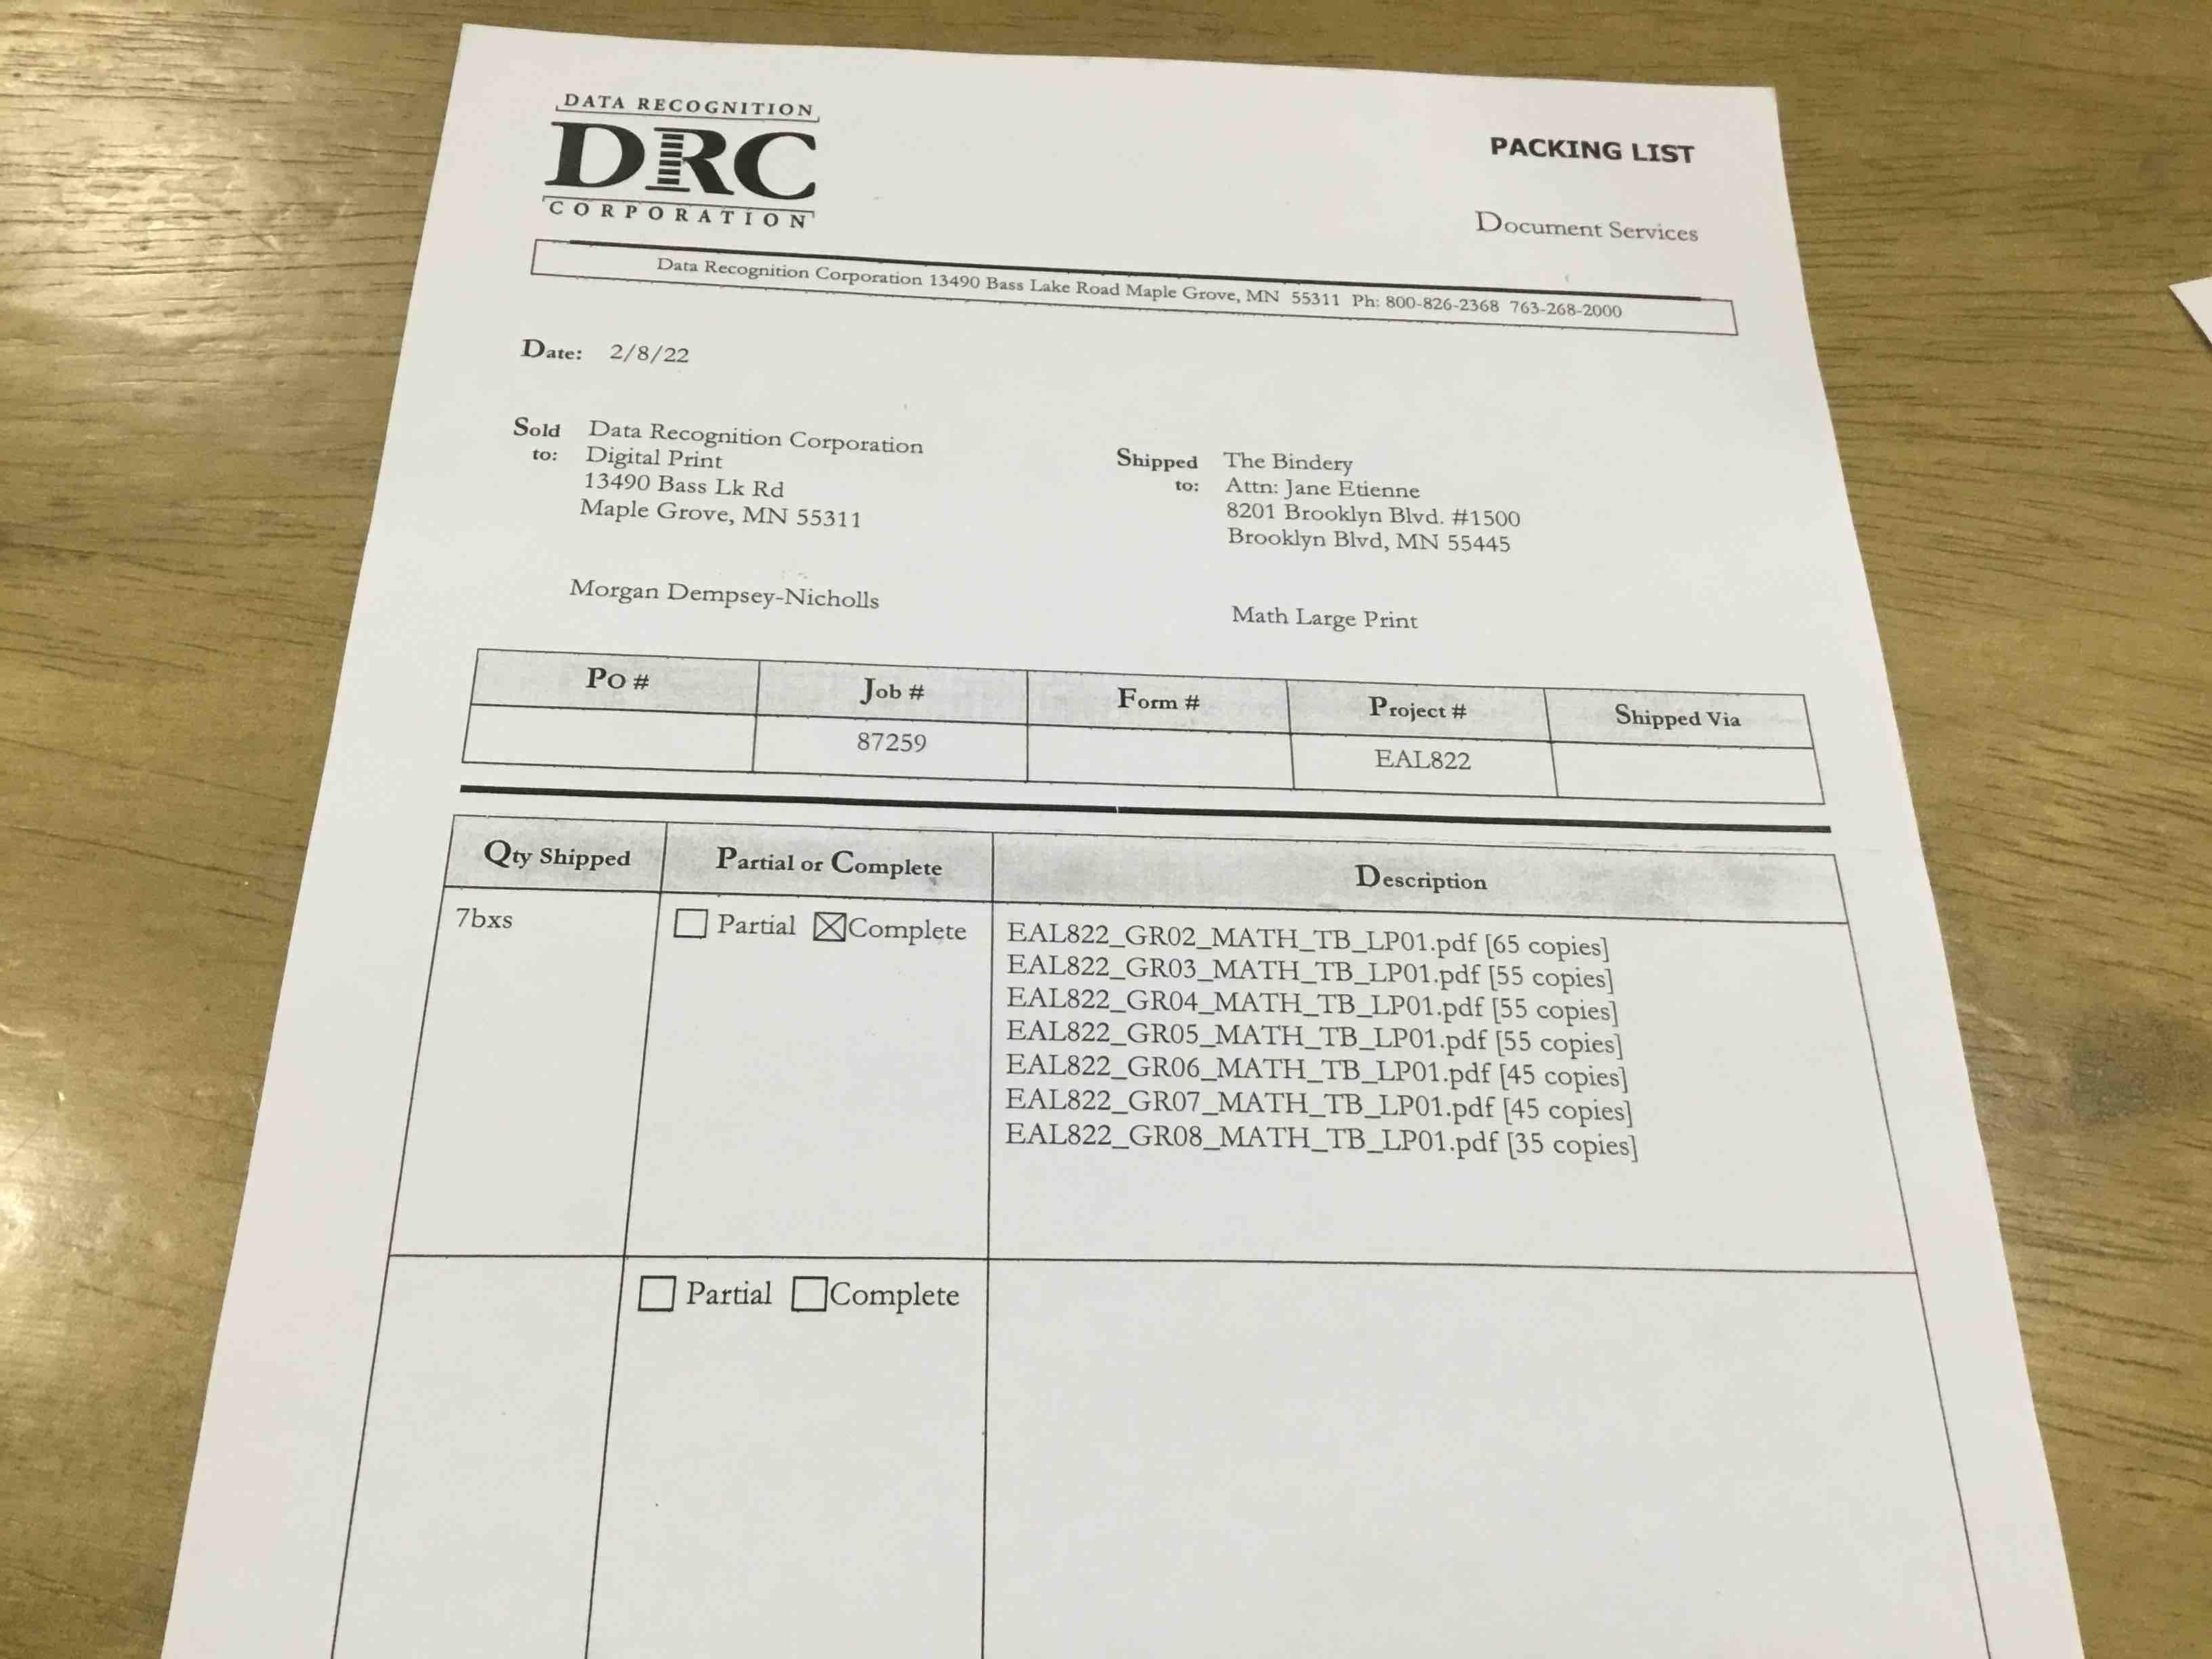 DATA RECOGNITION
DRC
CORPORATION
PACKING LIST
Document Services
Data Recognition Corporation 13490 Bass Lake Road Maple Grove, MN 55311 Ph: 800-826-2368 763-268-2000
Date: 2/8/22
Sold to:
Data Recognition Corporation
Digital Print
13490 Bass Lk Rd
Maple Grove, MN 55311
Morgan Dempsey-Nicholls
Shipped to:
The Bindery
Attn: Jane Etienne
8201 Brooklyn Blvd. #1500
Brooklyn Blvd, MN 55445
Math Large Print
Po # Job # Form # Project # Shipped Via
87259 EAL822
Qty Shipped Partial or Complete Description
7bxs Partial Complete
EAL822_GR02_MATH_TB_LP01.pdf [65 copies]
EAL822_GR03_MATH_TB_LP01.pdf [55 copies]
EAL822_GR04_MATH_TB_LP01.pdf [55 copies]
EAL822_GR05_MATH_TB_LP01.pdf [55 copies]
EAL822_GR06_MATH_TB_LP01.pdf [45 copies]
EAL822_GR07_MATH_TB_LP01.pdf [45 copies]
EAL822_GR08_MATH_TB_LP01.pdf [35 copies]
Partial Complete